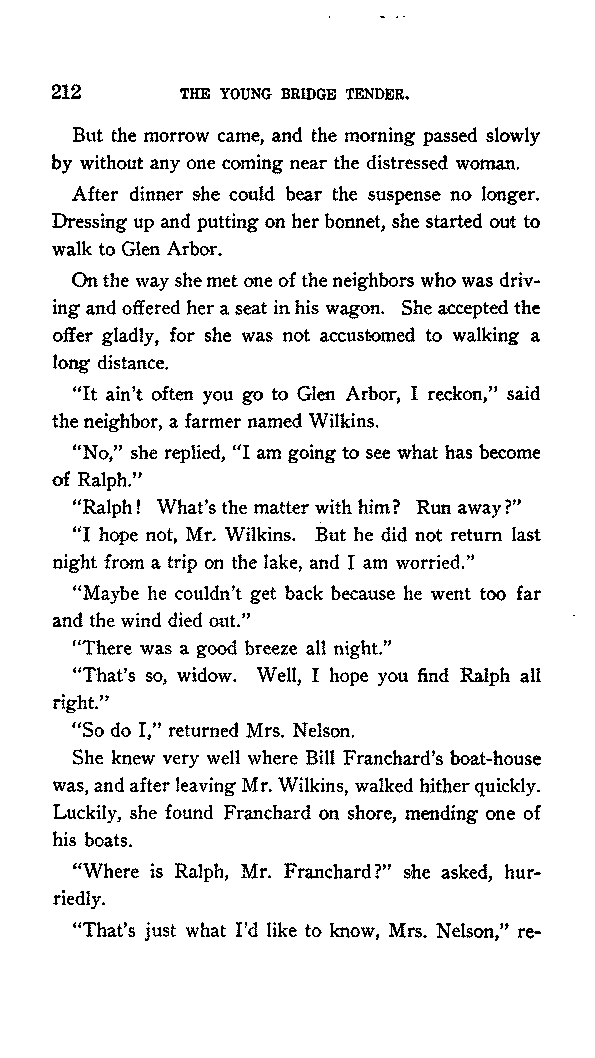 212 THE YOUNG BRIDGE TENDER.
But the morrow came, and the morning passed slowly
by without any one coming near the distressed woman.
After dinner she could bear the suspense no longer.
Dressing up and putting on her bonnet, she started out to
walk to Glen Arbor.
On the way she met one of the neighbors who was driv-
ing and offered her a seat in his wagon. She accepted the
offer gladly, for she was not accustomed to walking a
long distance.
"It ain't often you go to Glen Arbor, I reckon," said
the neighbor, a farmer named Wilkins.
"No," she replied, "I am going to see what has become
of Ralph."
"Ralph! What's the matter with him? Run away?"
"I hope not, Mr. Wilkins. But he did not return last
night from a trip on the lake, and I am worried."
"Maybe he couldn't get back because he went too far
and the wind died out."
"There was a good breeze all night."
"That's so, widow. Well, I hope you find Ralph all
right."
"So do I," returned Mrs. Nelson.
She knew very well where Bill Franchard's boat-house
was, and after leaving Mr. Wilkins, walked hither quickly.
Luckily, she found Franchard on shore, mending one of
his boats.
"Where is Ralph, Mr. Franchard?" she asked, hur-
riedly.
"That's just what I'd like to know, Mrs. Nelson," re-